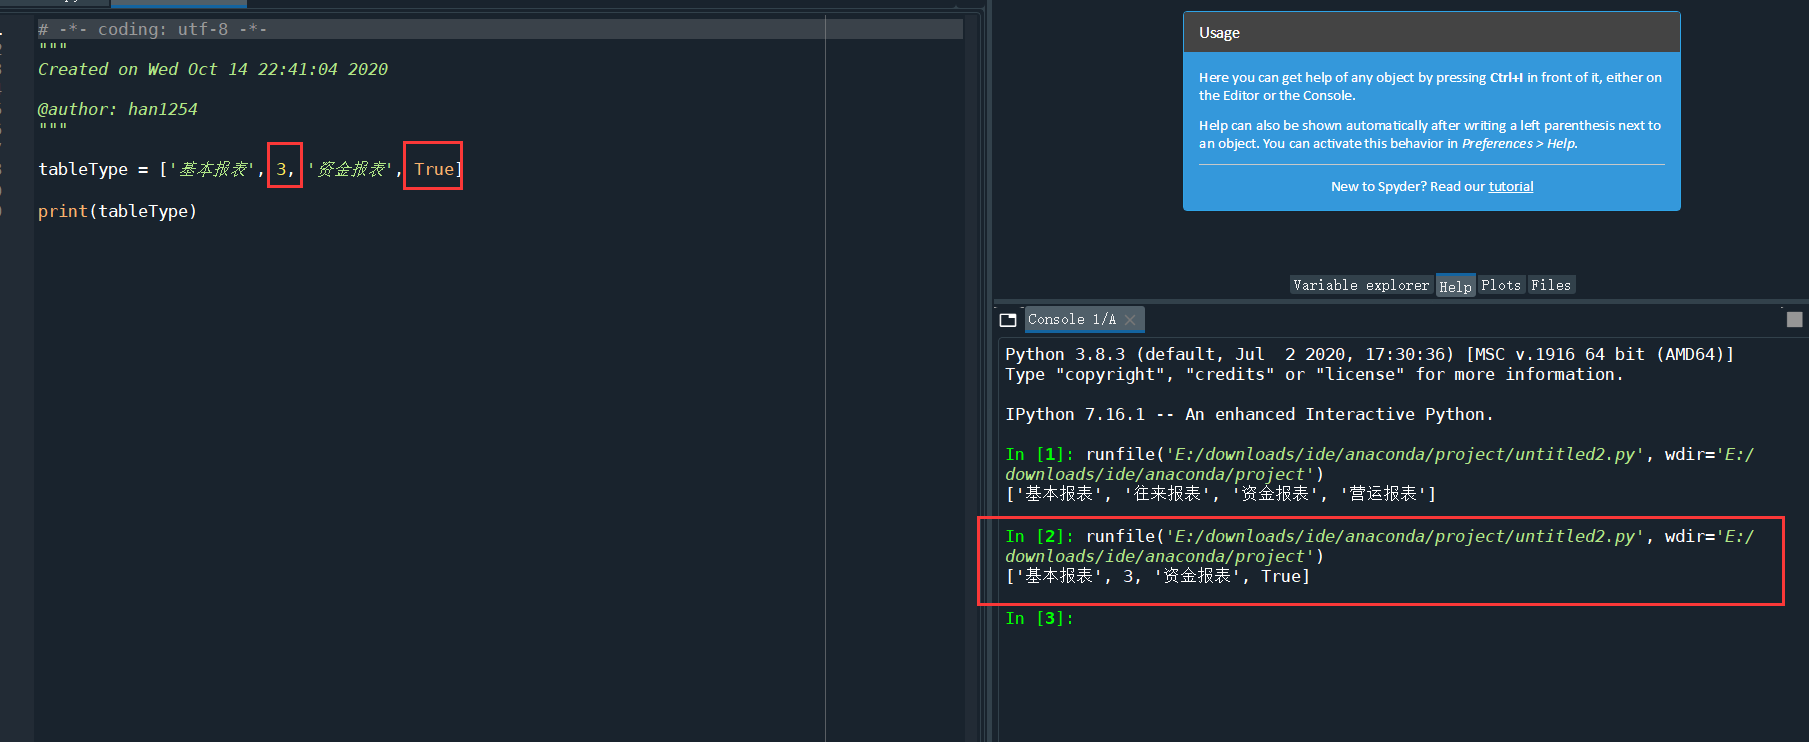 # -*- coding: utf-8 -*-
"""
Created on Wed Oct 14 22:41:04 2020
@author: han1254
"""
tableType = ['基本报表', 3, '资金报表', True]
print(tableType)
Usage
Here you can get help of any object by pressing Ctrl+I in front of it, either on
the Editor or the Console.
Help can also be shown automatically after writing a left parenthesis next to
an object. You can activate this behavior in Preferences > Help.
New to Spyder? Read our tutorial
Variable explorer Help Plots Files
Console 1/A
Python 3.8.3 (default, Jul  2 2020, 17:30:36) [MSC v.1916 64 bit (AMD64)]
Type "copyright", "credits" or "license" for more information.
IPython 7.16.1 -- An enhanced Interactive Python.
In [1]: runfile('E:/downloads/ide/anaconda/project/untitled2.py', wdir='E:/
downloads/ide/anaconda/project')
['基本报表', '往来报表', '资金报表', '营运报表']
In [2]: runfile('E:/downloads/ide/anaconda/project/untitled2.py', wdir='E:/
downloads/ide/anaconda/project')
['基本报表', 3, '资金报表', True]
In [3]: